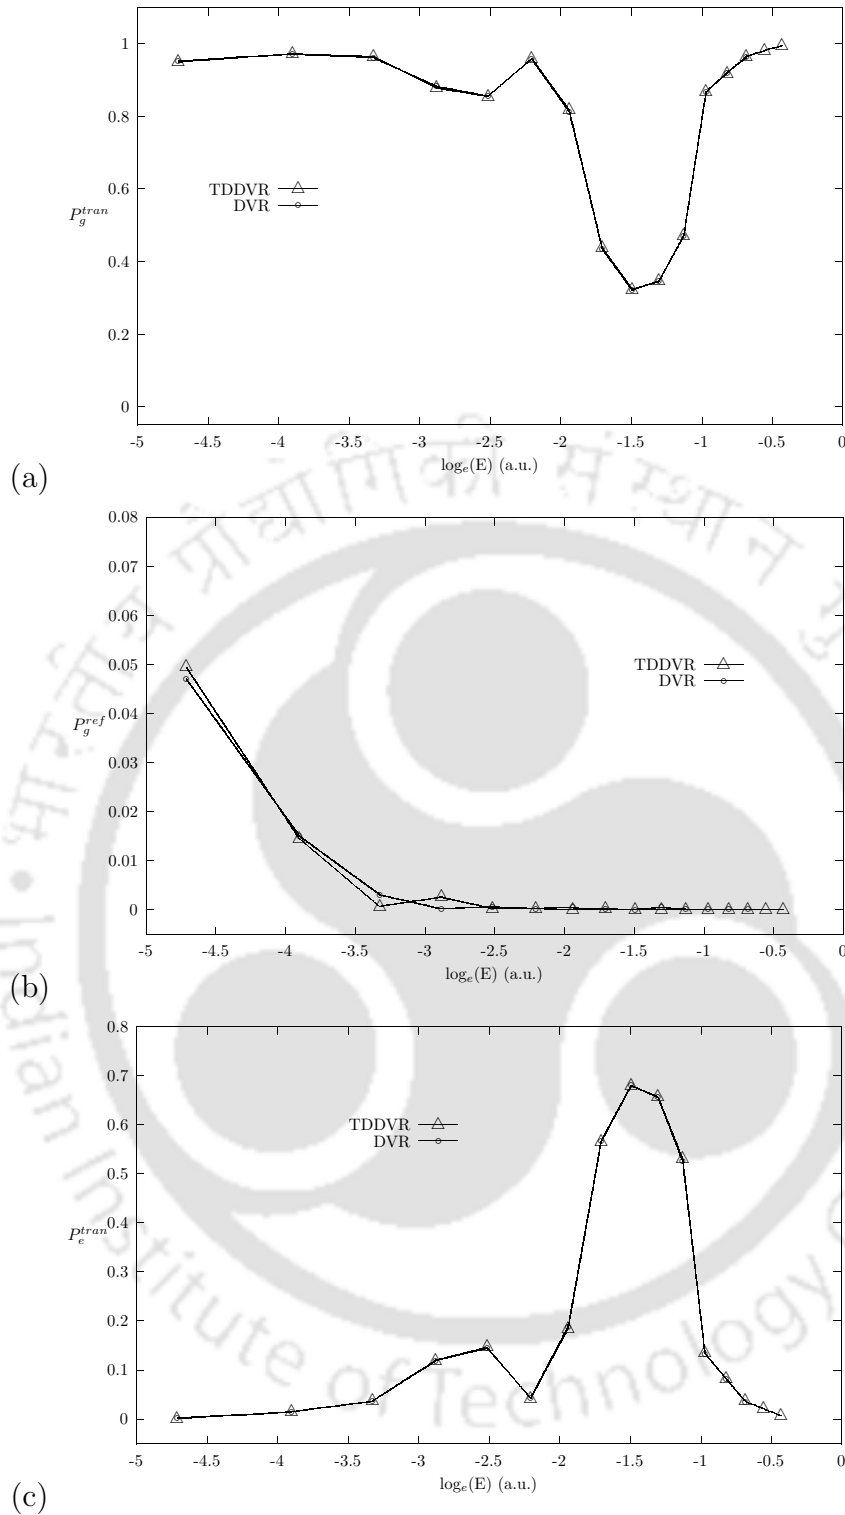 1
0.8
0.6
0.4
0.2
0
P_g^{tran}
TDDVR
DVR
-5 -4.5 -4 -3.5 -3 -2.5 -2 -1.5 -1 -0.5 0
log_e(E) (a.u.)
(a)
0.08
0.07
0.06
0.05
0.04
0.03
0.02
0.01
0
P_g^{ref}
TDDVR
DVR
-5 -4.5 -4 -3.5 -3 -2.5 -2 -1.5 -1 -0.5 0
log_e(E) (a.u.)
(b)
0.8
0.7
0.6
0.5
0.4
0.3
0.2
0.1
0
P_e^{tran}
TDDVR
DVR
-5 -4.5 -4 -3.5 -3 -2.5 -2 -1.5 -1 -0.5 0
log_e(E) (a.u.)
(c)
Indian Institute of Technology